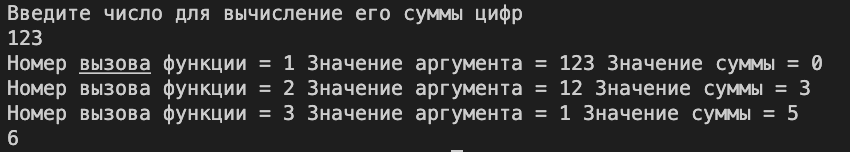 Введите число для вычисление его суммы цифр
123
Номер вызова функции = 1 Значение аргумента = 123 Значение суммы = 0
Номер вызова функции = 2 Значение аргумента = 12 Значение суммы = 3
Номер вызова функции = 3 Значение аргумента = 1 Значение суммы = 5
6